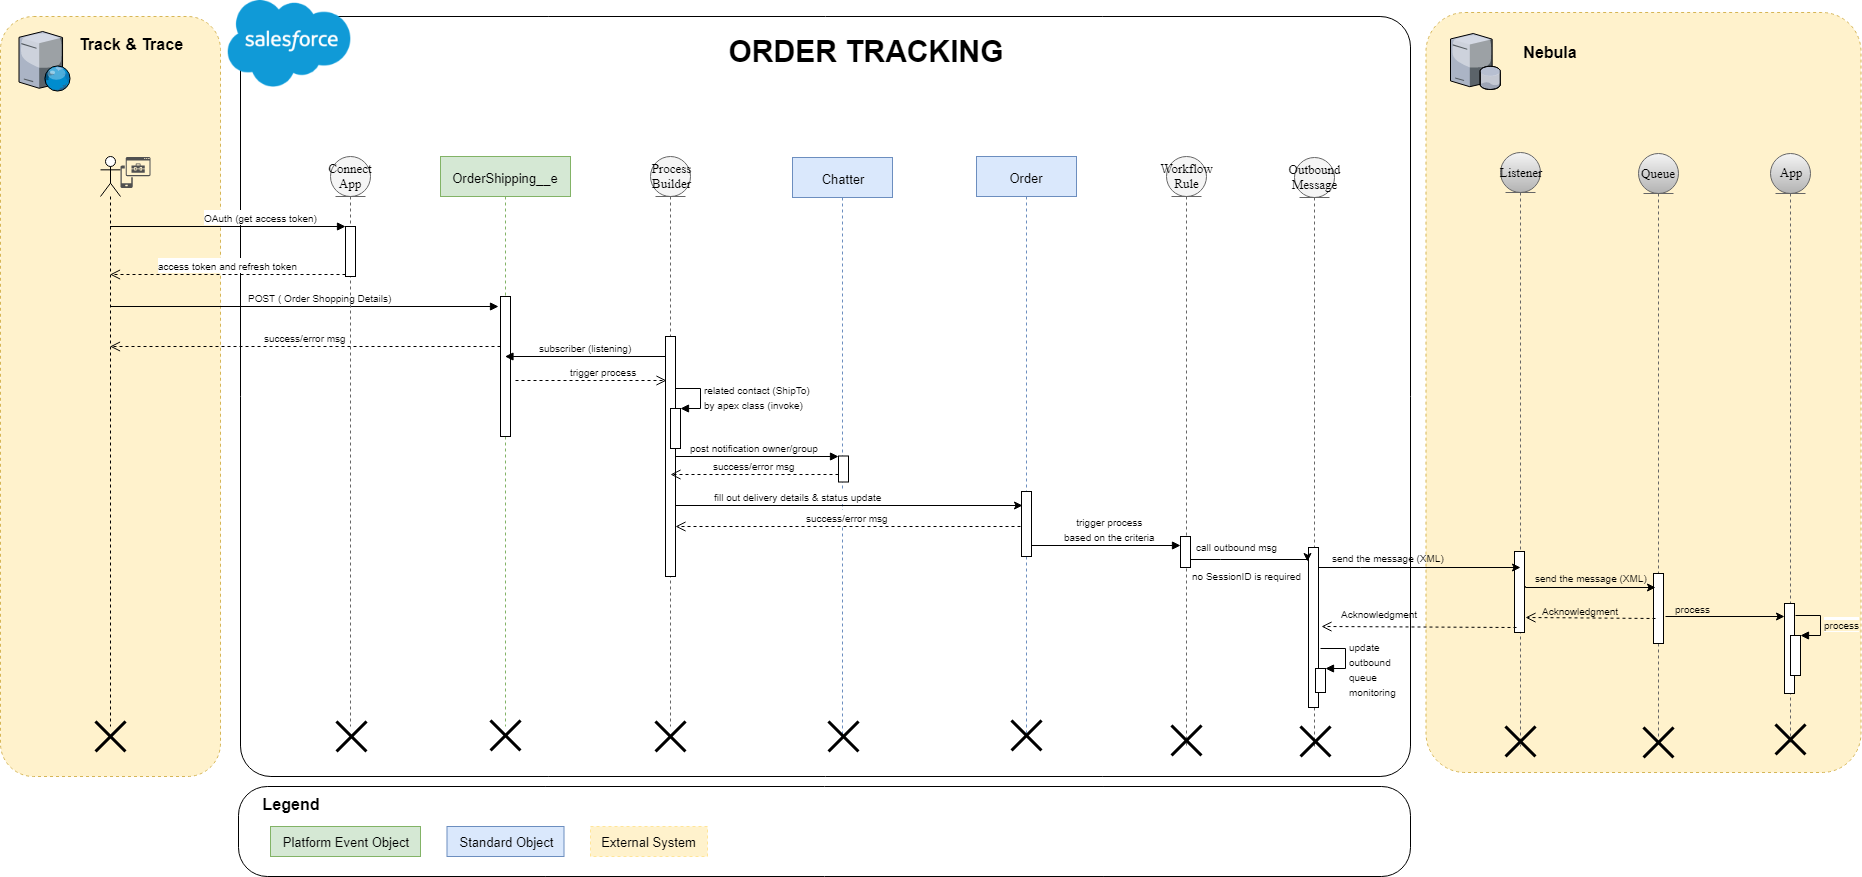 Track & Trace
salesforce
ORDER TRACKING
Nebula
Connect
App
OrderShipping__e
Process
Builder
Chatter
Order
Workflow
Rule
Outbound
Message
Listener
Queue
App
OAuth (get access token)
access token and refresh token
POST ( Order Shopping Details)
success/error msg
subscriber (listening)
trigger process
related contact (ShipTo)
by apex class (invoke)
post notification owner/group
success/error msg
fill out delivery details & status update
success/error msg
trigger process
based on the criteria
call outbound msg
no SessionID is required
send the message (XML)
send the message (XML)
Acknowledgment
Acknowledgment
process
process
update
outbound
queue
monitoring
Legend
Platform Event Object
Standard Object
External System